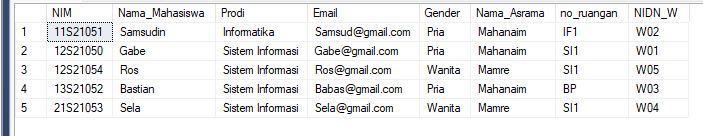 NIM Nama_Mahasiswa Prodi Email Gender Nama_Asrama no_ruangan NIDN_W
1 11S21051 Samsudin Informatika Samsud@gmail.com Pria Mahanaim IF1 W02
2 12S21050 Gabe Sistem Informasi Gabe@gmail.com Pria Mahanaim SI1 W01
3 12S21054 Ros Sistem Informasi Ros@gmail.com Wanita Mamre SI1 W05
4 13S21052 Bastian Sistem Informasi Babas@gmail.com Pria Mahanaim BP W03
5 21S21053 Sela Sistem Informasi Sela@gmail.com Wanita Mamre SI1 W04